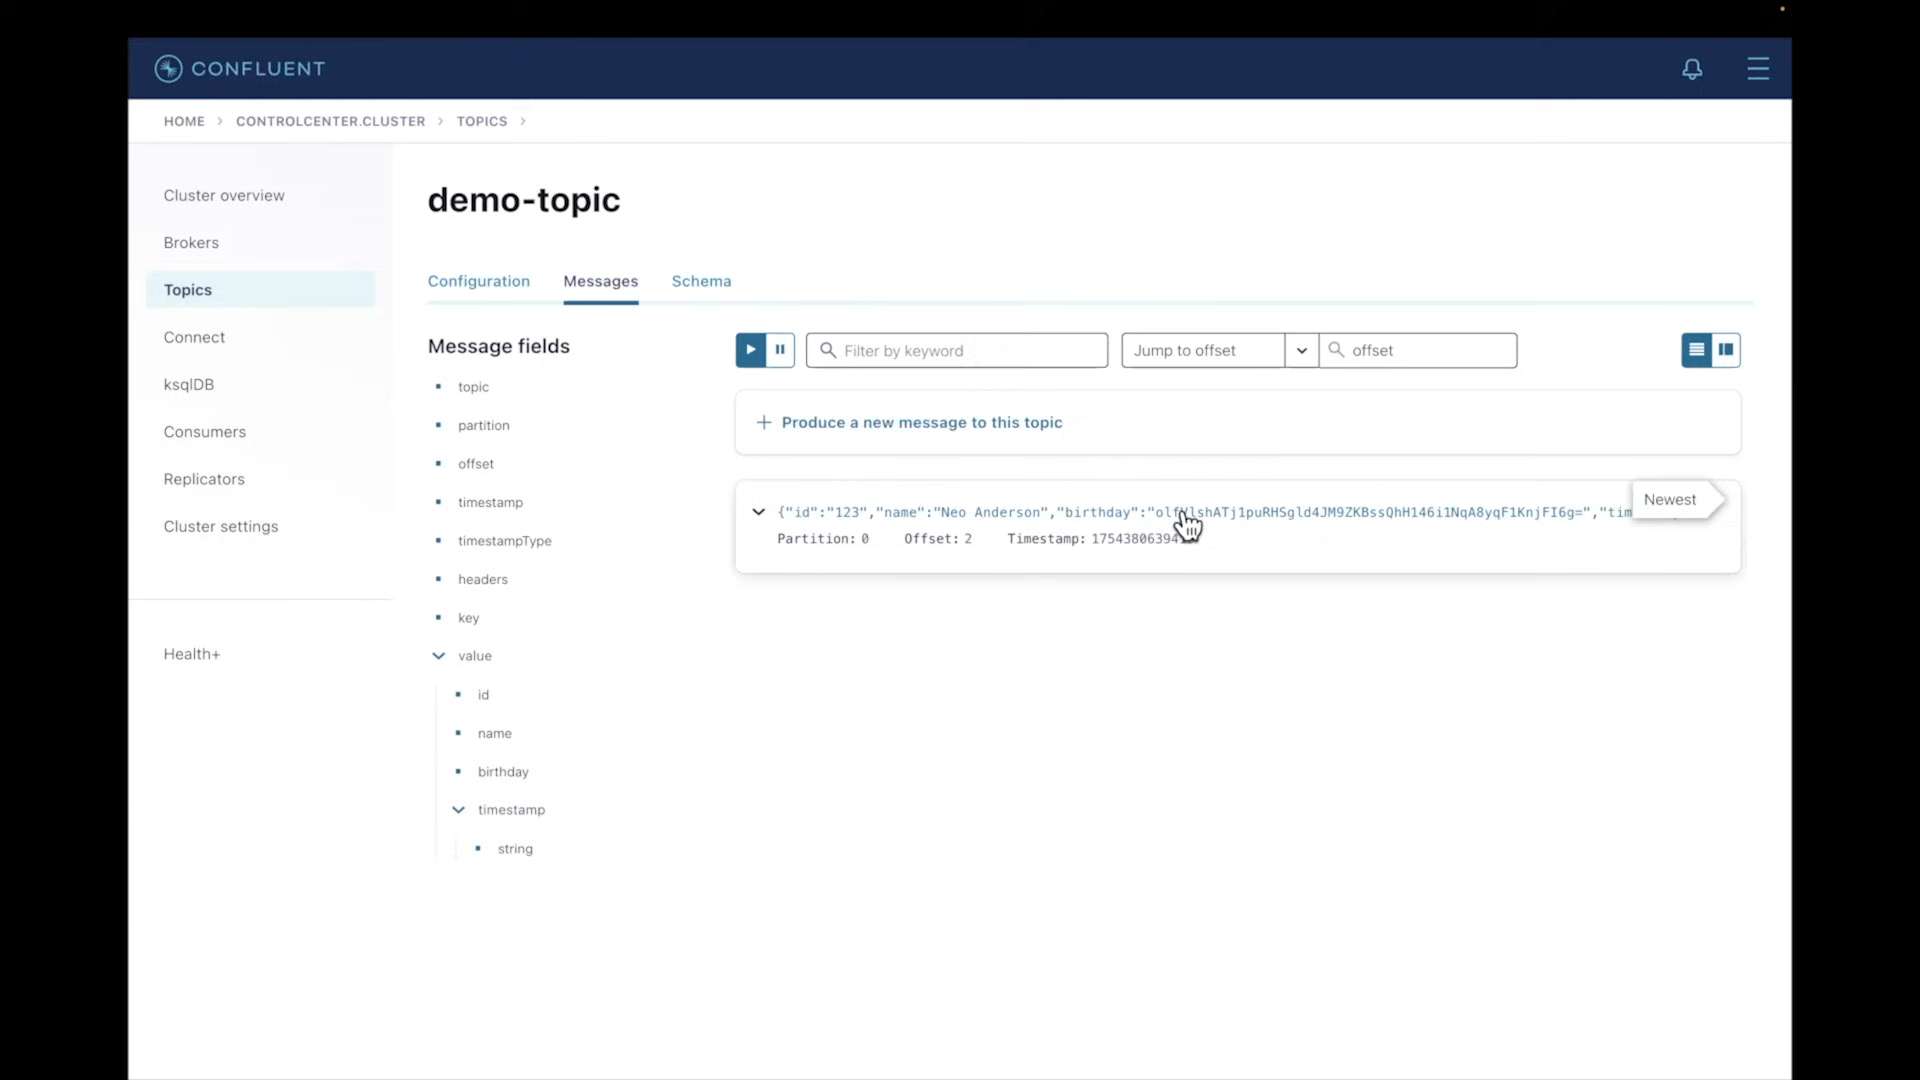 CONFLUENT
HOME > CONTROLCENTER.CLUSTER > TOPICS >
Cluster overview
Brokers
Topics
Connect
ksqlDB
Consumers
Replicators
Cluster settings
Health+
demo-topic
Configuration Messages Schema
Message fields
topic
partition
offset
timestamp
timestampType
headers
key
value
id
name
birthday
timestamp
string
Filter by keyword
Jump to offset
offset
+ Produce a new message to this topic
Newest
{"id":"123","name":"Neo Anderson","birthday":
Partition: 0 Offset: 2 Timestamp: